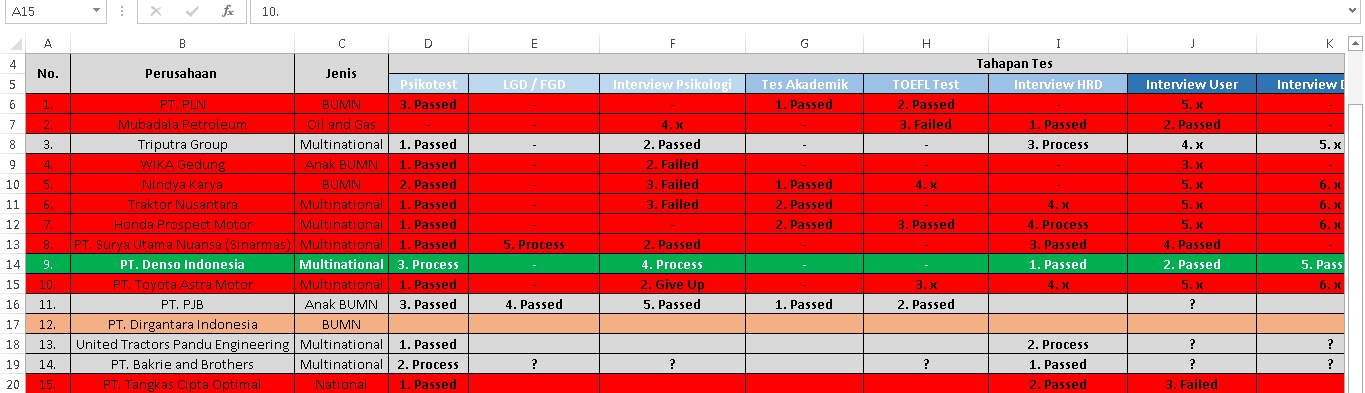 A15 fx 10.
A B C D E F G H I J K
4 No. Perusahaan Jenis Tahapan Tes
5 Psikotest LGD / FGD Interview Psikologi Tes Akademik TOEFL Test Interview HRD Interview User Interview D
6 1. PT. PLN BUMN 3. Passed - - 1. Passed 2. Passed - 5. x -
7 2. Mubadala Petroleum Oil and Gas - - 4. x - 3. Failed 1. Passed 2. Passed -
8 3. Triputra Group Multinational 1. Passed - 2. Passed - - 3. Process 4. x 5. x
9 4. WIKA Gedung Anak BUMN 1. Passed - 2. Failed - - - 3. x -
10 5. Nindya Karya BUMN 2. Passed - 3. Failed 1. Passed 4. x - 5. x 6. x
11 6. Traktor Nusantara Multinational 1. Passed - 3. Failed 2. Passed - 4. x 5. x 6. x
12 7. Honda Prospect Motor Multinational 1. Passed - - 2. Passed 3. Passed 4. Process 5. x 6. x
13 8. PT. Surya Utama Nuansa (Sinarmas) Multinational 1. Passed 5. Process 2. Passed - - 3. Passed 4. Passed -
14 9. PT. Denso Indonesia Multinational 3. Process - 4. Process - - 1. Passed 2. Passed 5. Pass
15 10. PT. Toyota Astra Motor Multinational 1. Passed - 2. Give Up - 3. x 4. x 5. x 6. x
16 11. PT. PJB Anak BUMN 3. Passed 4. Passed 5. Passed 1. Passed 2. Passed ?
17 12. PT. Dirgantara Indonesia BUMN
18 13. United Tractors Pandu Engineering Multinational 1. Passed 2. Process ? ?
19 14. PT. Bakrie and Brothers Multinational 2. Process ? ? ? 1. Passed ? ?
20 15. PT. Tangkas Cipta Optimal National 1. Passed 2. Passed 3. Failed